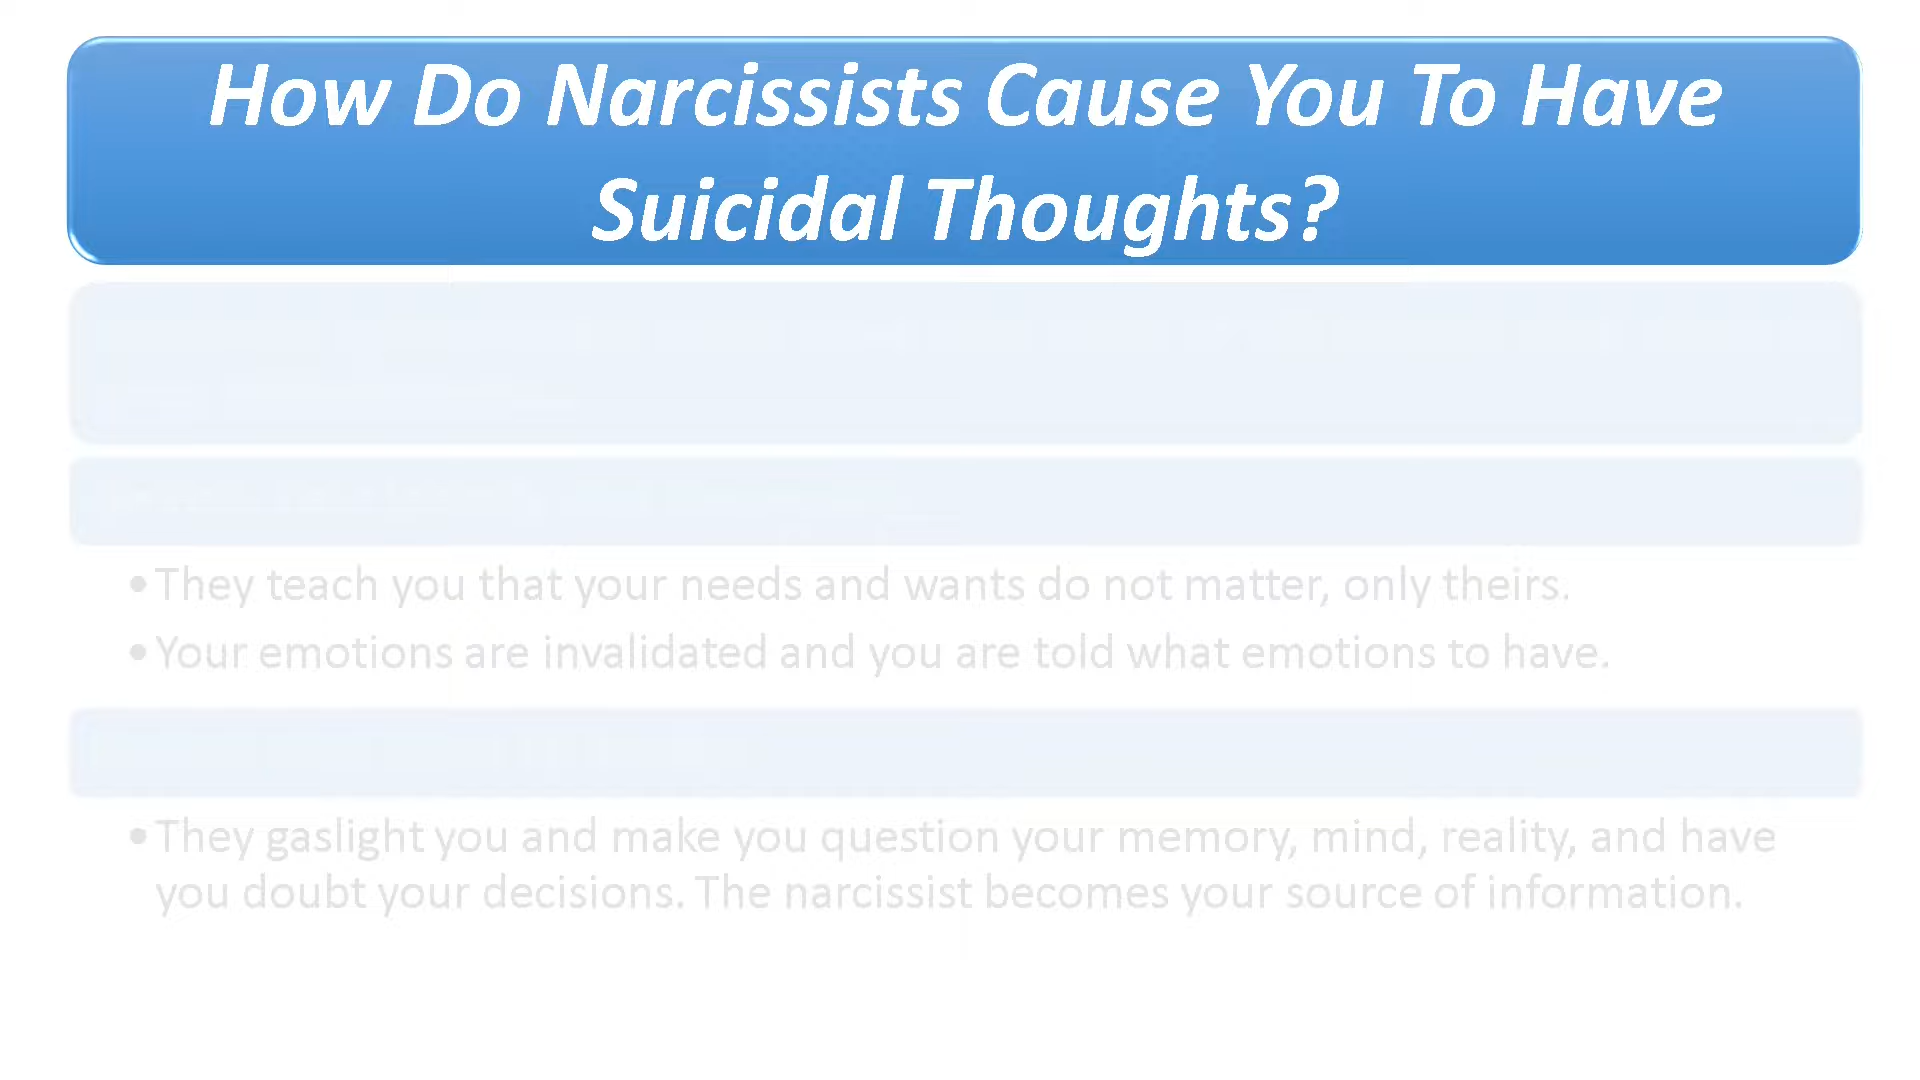 How Do Narcissists Cause You To Have
Suicidal Thoughts?
•They teach you that your needs and wants do not matter, only theirs.
•Your emotions are invalidated and you are told what emotions to have.
•They gaslight you and make you question your memory, mind, reality, and have
you doubt your decisions. The narcissist becomes your source of information.